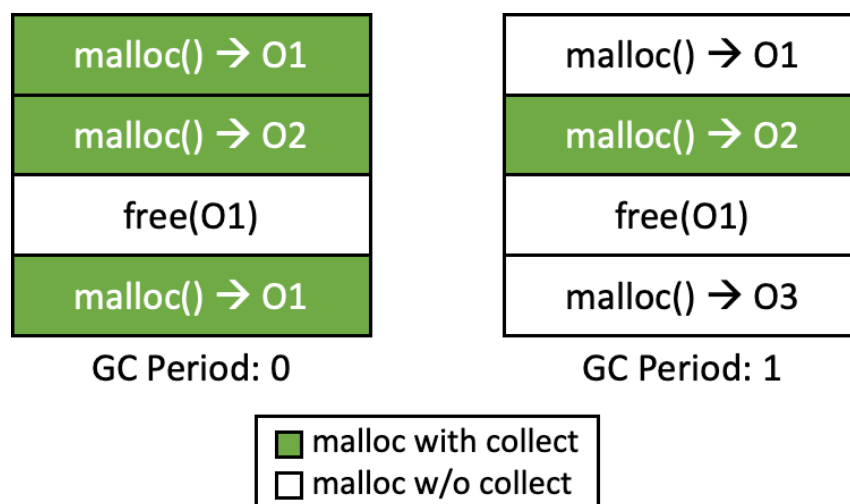 malloc() → O1
malloc() → O2
free(O1)
malloc() → O1
GC Period: 0
malloc() → O1
malloc() → O2
free(O1)
malloc() → O3
GC Period: 1
malloc with collect
malloc w/o collect